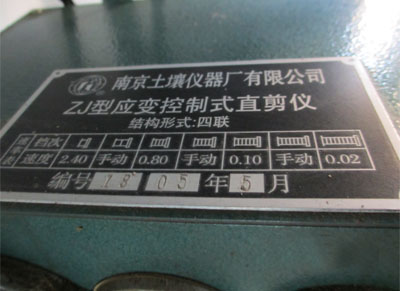 南京土壤仪器厂有限公司
ZJ型应变控制式直剪仪
结构形式:四联
档次
速度 2.40 手动 0.80 手动 0.10 手动 0.02
编号 18 05 年 5 月